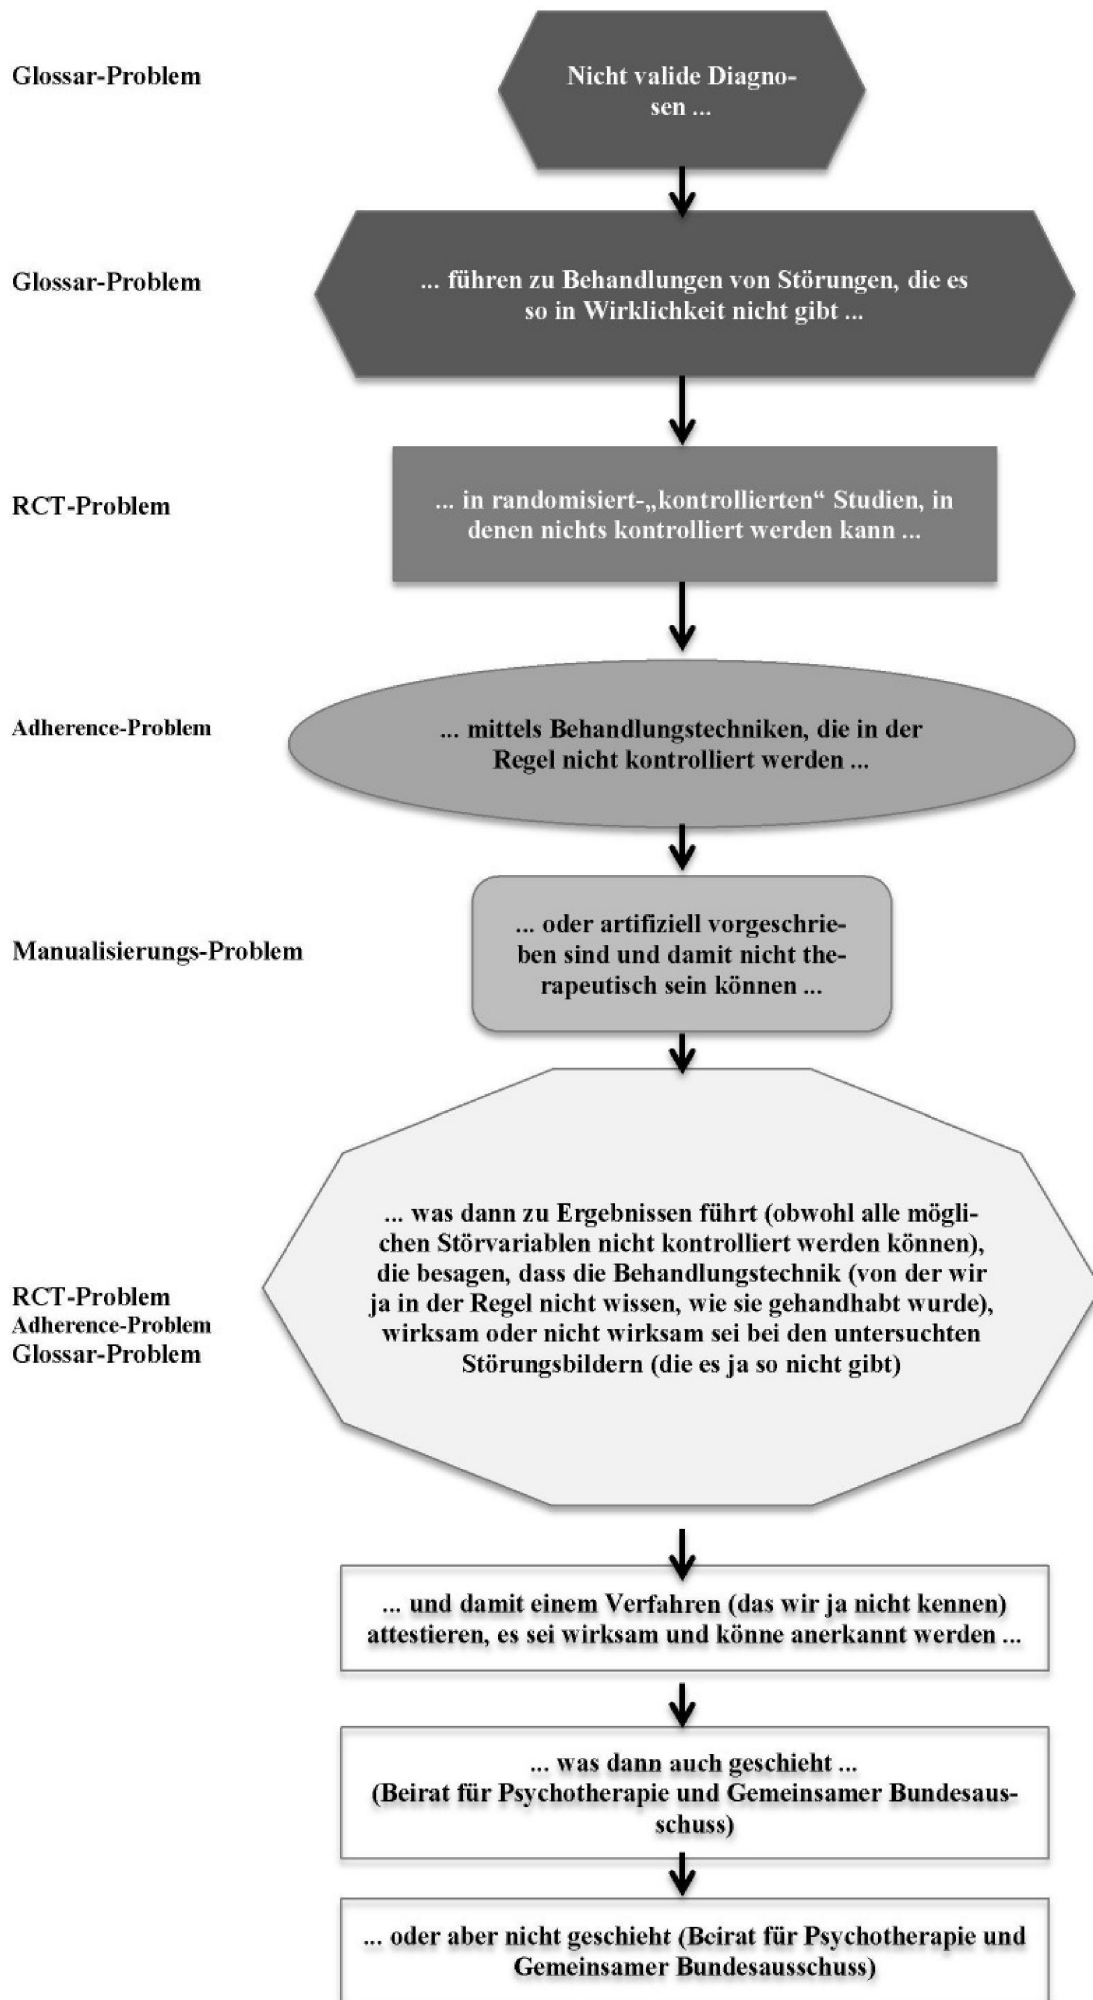 Glossar-Problem
Nicht valide Diagno-
sen ...
Glossar-Problem
... führen zu Behandlungen von Störungen, die es
so in Wirklichkeit nicht gibt ...
RCT-Problem
... in randomisiert-„kontrollierten“ Studien, in
denen nichts kontrolliert werden kann ...
Adherence-Problem
... mittels Behandlungstechniken, die in der
Regel nicht kontrolliert werden ...
Manualisierungs-Problem
... oder artifiziell vorgeschrie-
ben sind und damit nicht the-
rapeutisch sein können ...
RCT-Problem
Adherence-Problem
Glossar-Problem
... was dann zu Ergebnissen führt (obwohl alle mögli-
chen Störvariablen nicht kontrolliert werden können),
die besagen, dass die Behandlungstechnik (von der wir
ja in der Regel nicht wissen, wie sie gehandhabt wurde),
wirksam oder nicht wirksam sei bei den untersuchten
Störungsbildern (die es ja so nicht gibt)
... und damit einem Verfahren (das wir ja nicht kennen)
attestieren, es sei wirksam und könne anerkannt werden ...
... was dann auch geschieht ...
(Beirat für Psychotherapie und Gemeinsamer Bundesaus-
schuss)
... oder aber nicht geschieht (Beirat für Psychotherapie und
Gemeinsamer Bundesausschuss)